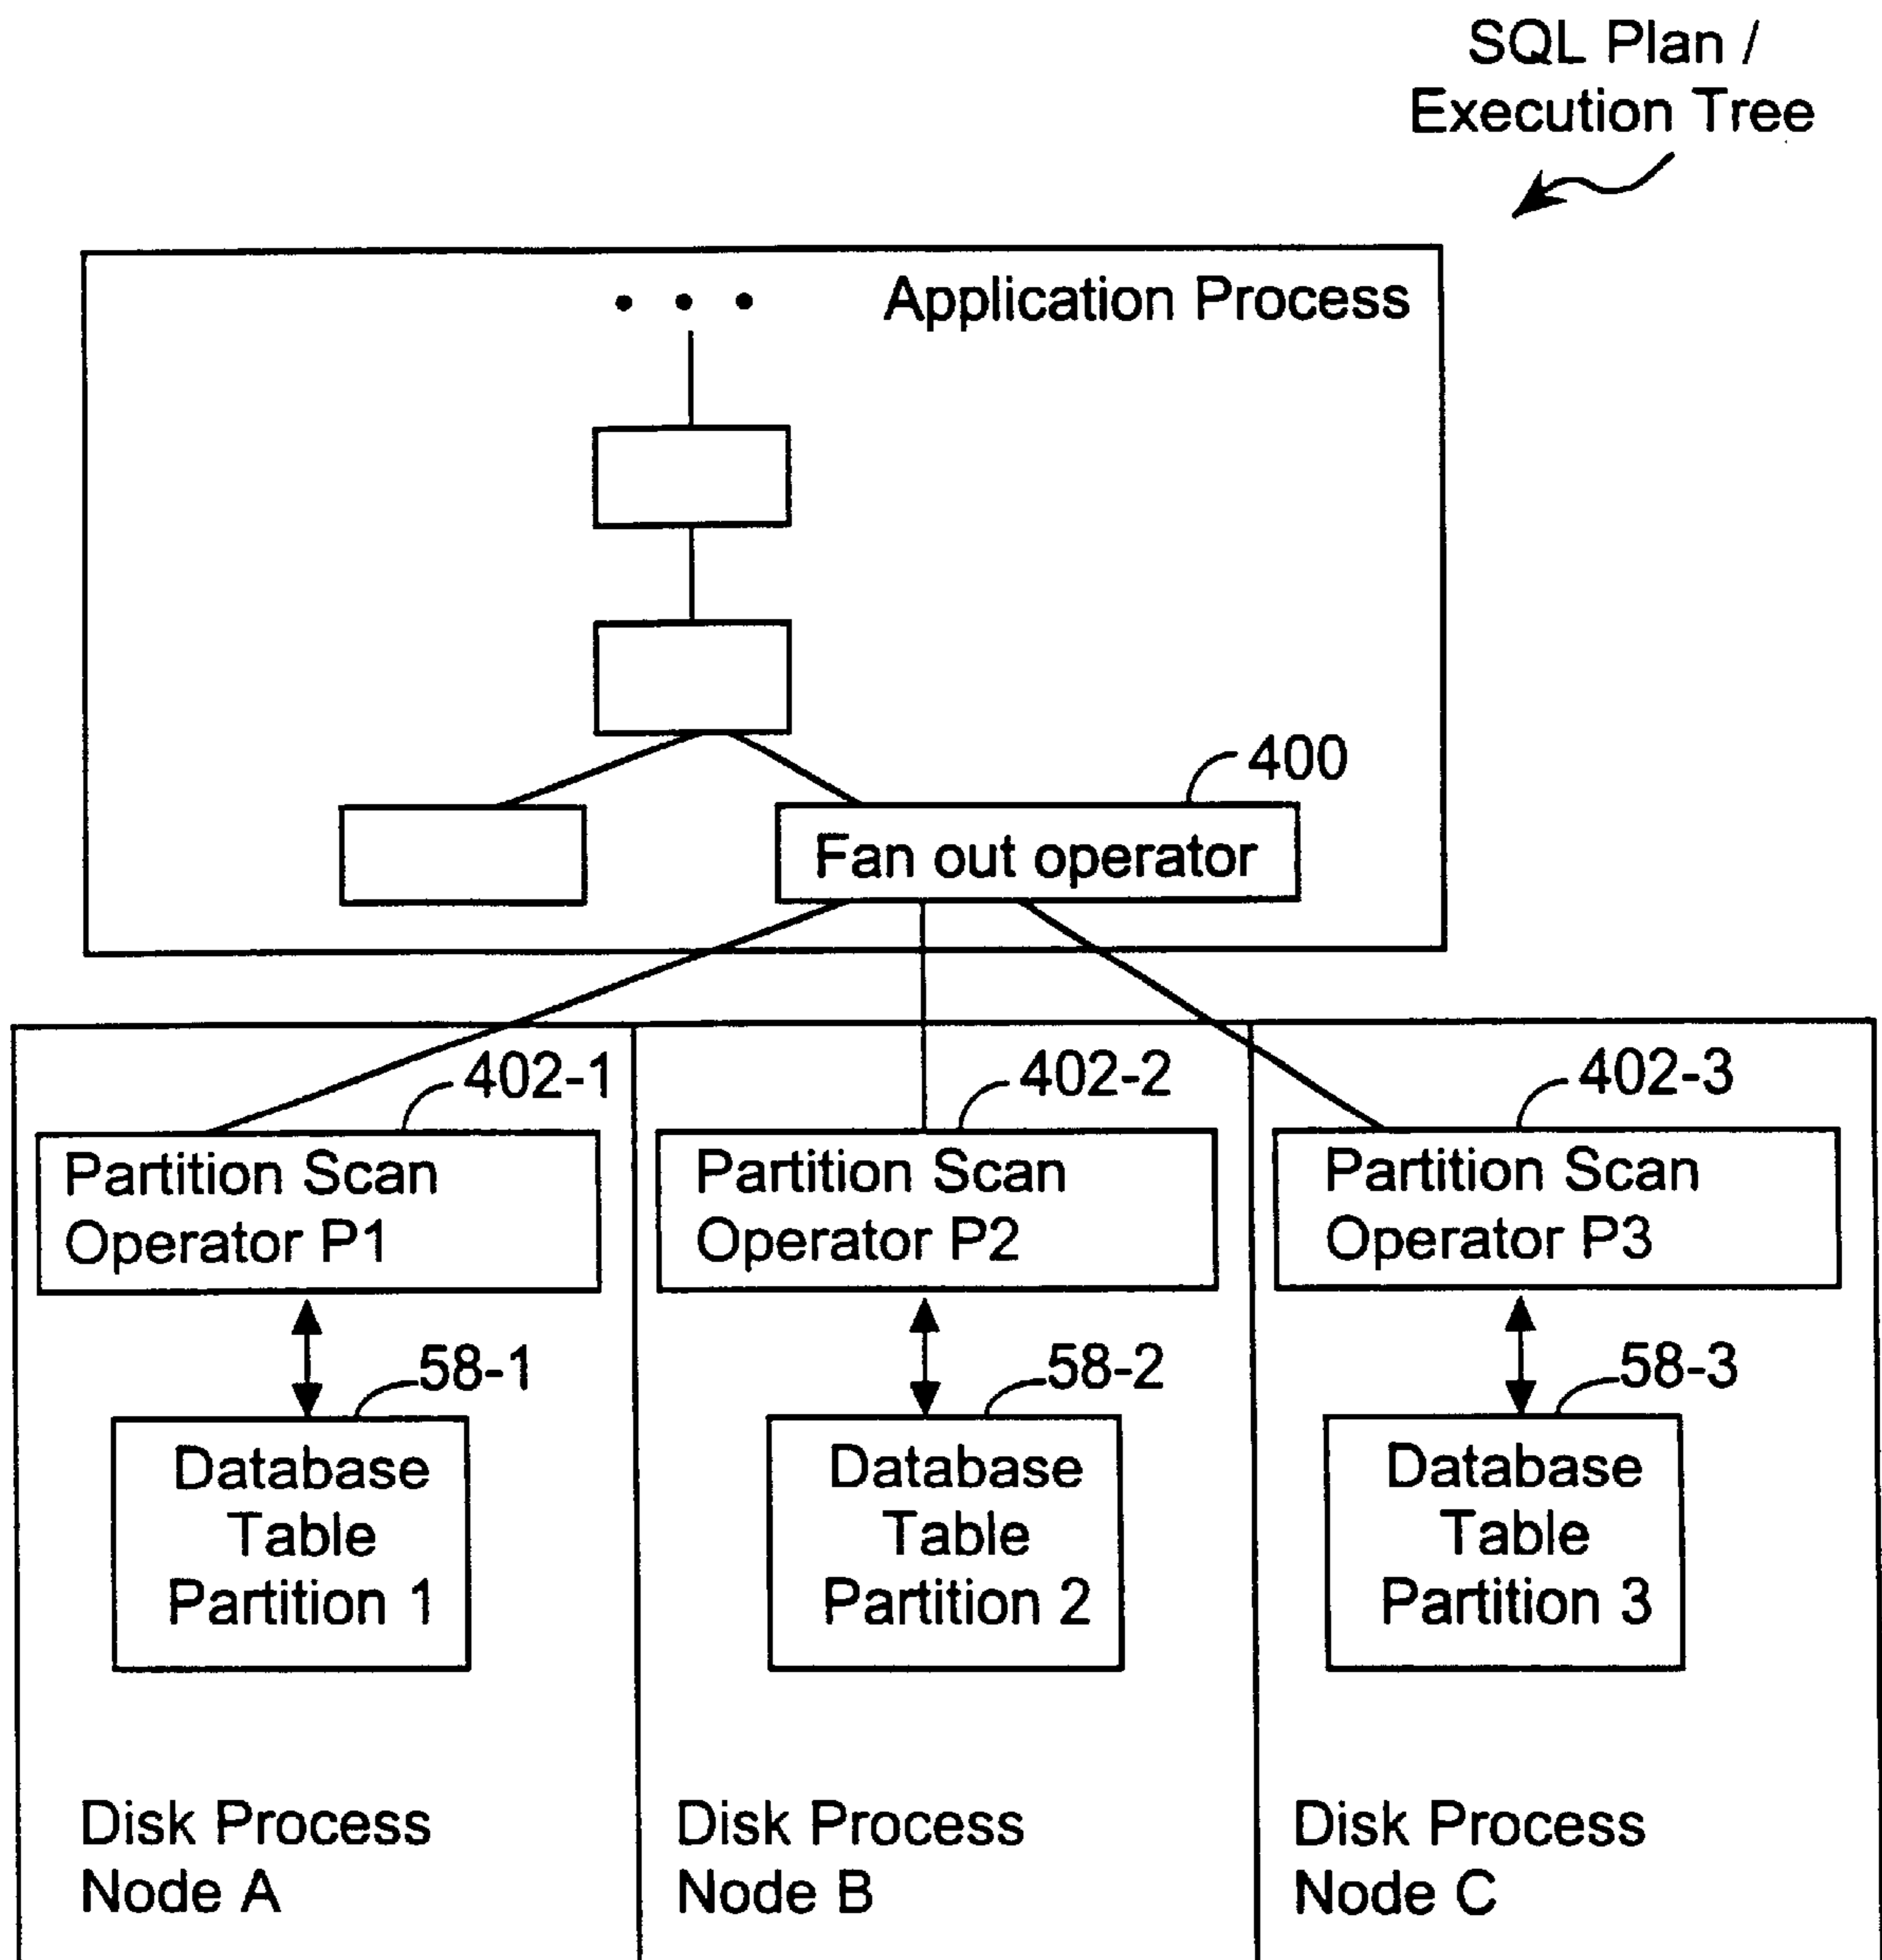 SQL Plan /
Execution Tree
• • •
Application Process
400
Fan out operator
402-1
402-2
402-3
Partition Scan
Operator P1
Partition Scan
Operator P2
Partition Scan
Operator P3
58-1
58-2
58-3
Database
Table
Partition 1
Database
Table
Partition 2
Database
Table
Partition 3
Disk Process
Node A
Disk Process
Node B
Disk Process
Node C